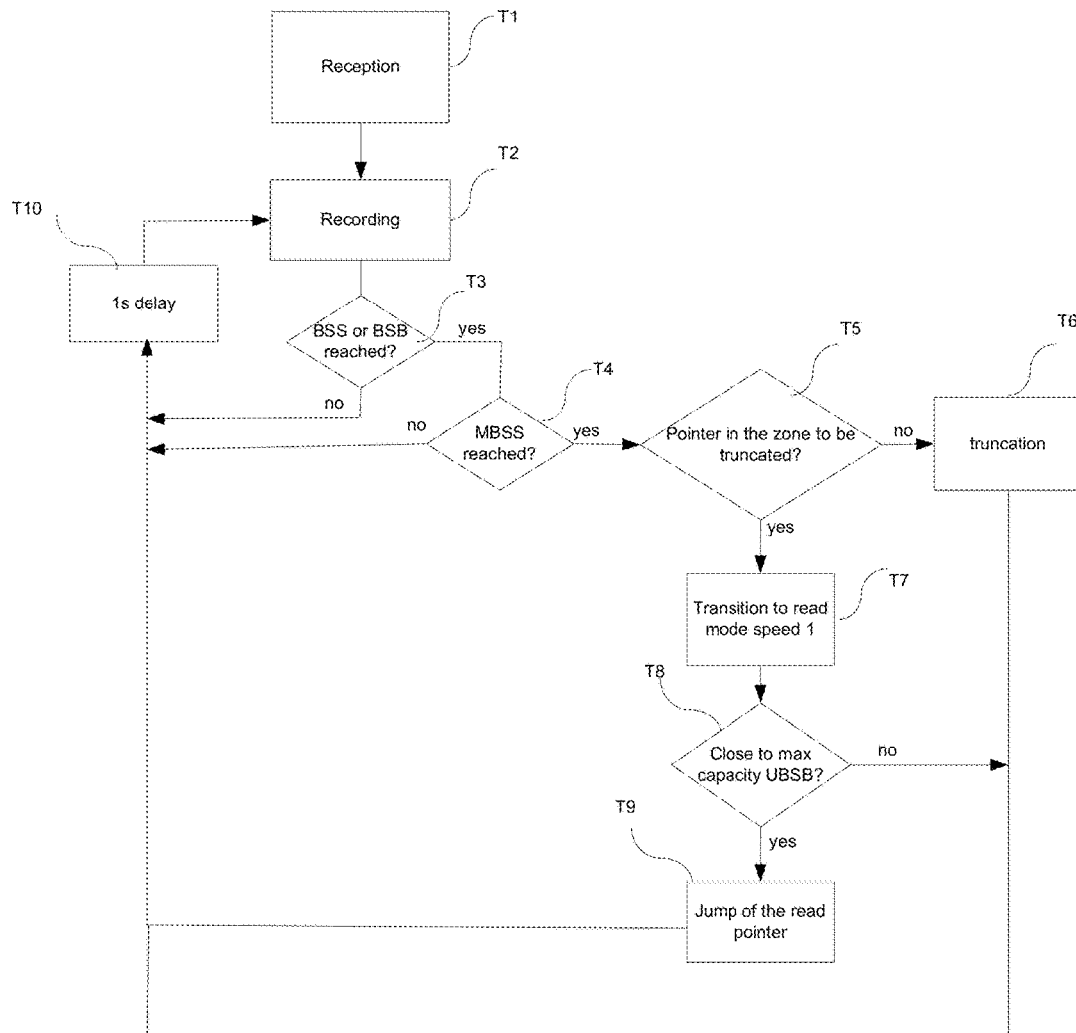 T1
Reception
T2
Recording
T10
1s delay
T3
BSS or BSB
reached?
yes
no
T4
MBSS
reached?
no
yes
T5
Pointer in the zone to be
truncated?
no
yes
T6
truncation
T7
Transition to read
mode speed 1
T8
Close to max
capacity UBSB?
no
yes
T9
Jump of the read
pointer